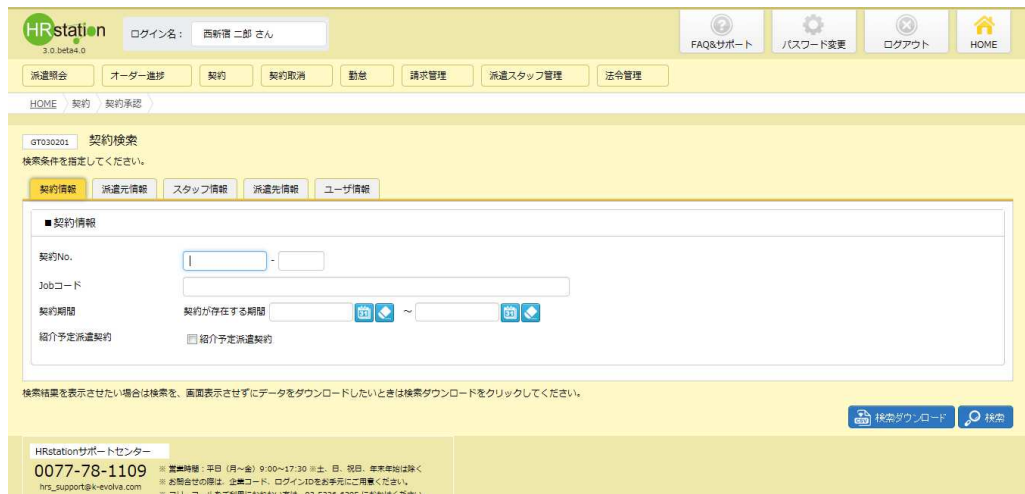 HRstation
3.0.beta4.0
ログイン名： 西新宿 二郎 さん
FAQ&サポート パスワード変更 ログアウト HOME
派遣照会 オーダー進捗 契約 契約取消 勤怠 請求管理 派遣スタッフ管理 法令管理
HOME 契約 契約承認
GT030201 契約検索
検索条件を指定してください。
契約情報 派遣元情報 スタッフ情報 派遣先情報 ユーザ情報
■契約情報
契約No. -
Jobコード
契約期間 契約が存在する期間 ～
紹介予定派遣契約 紹介予定派遣契約
検索結果を表示させたい場合は検索を、画面表示させずにデータをダウンロードしたいときは検索ダウンロードをクリックしてください。
CSV 検索ダウンロード 検索
HRstationサポートセンター
0077-78-1109 ※ 営業時間：平日（月～金）9:00～17:30 ※土、日、祝日、年末年始は除く
hrs_support@k-evolva.com ※ お問合せの際は、企業コード、ログインIDをお手元にご用意ください。